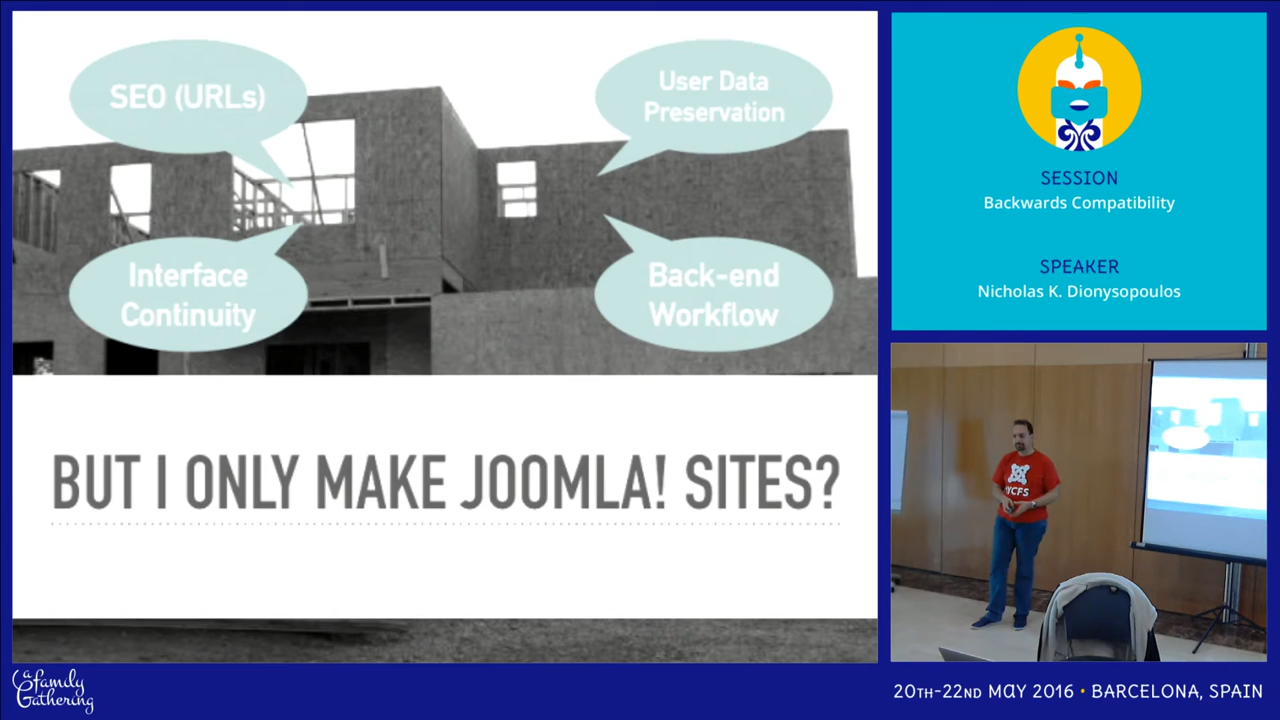 SEO (URLs)
User Data
Preservation
Interface
Continuity
Back-end
Workflow
BUT I ONLY MAKE JOOMLA! SITES?
SESSION
Backwards Compatibility
SPEAKER
Nicholas K. Dionysopoulos
a family
Gathering
20TH-22ND MAY 2016 • BARCELONA, SPAIN